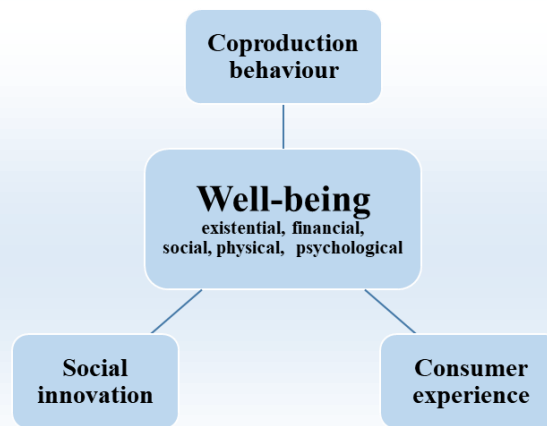 Coproduction
behaviour
Well-being
existential, financial,
social, physical, psychological
Social
innovation
Consumer
experience